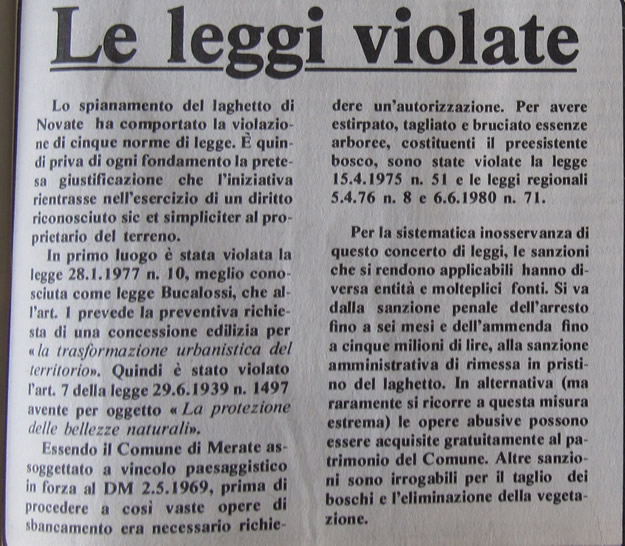 Le leggi violate
Lo spianamento del laghetto di
Novate ha comportato la violazio-
ne di cinque norme di legge. È quin-
di priva di ogni fondamento la prete-
sa giustificazione che l'iniziativa
rientrasse nell'esercizio di un diritto
riconosciuto sic et simpliciter al pro-
prietario del terreno.
In primo luogo è stata violata la
legge 28.1.1977 n. 10, meglio cono-
sciuta come legge Bucalossi, che al-
l'art. 1 prevede la preventiva richie-
sta di una concessione edilizia per
«la trasformazione urbanistica del
territorio». Quindi è stato violato
l'art. 7 della legge 29.6.1939 n. 1497
avente per oggetto «La protezione
delle bellezze naturali».
Essendo il Comune di Merate as-
soggettato a vincolo paesaggistico
in forza al DM 2.5.1969, prima di
procedere a così vaste opere di
sbancamento era necessario richie-
dere un'autorizzazione. Per avere
estirpato, tagliato e bruciato essenze
arboree, costituenti il preesistente
bosco, sono state violate la legge
15.4.1975 n. 51 e le leggi regionali
5.4.76 n. 8 e 6.6.1980 n. 71.
Per la sistematica inosservanza di
questo concerto di leggi, le sanzioni
che si rendono applicabili hanno di-
versa entità e molteplici fonti. Si va
dalla sanzione penale dell'arresto
fino a sei mesi e dell'ammenda fino
a cinque milioni di lire, alla sanzione
amministrativa di rimessa in pristi-
no del laghetto. In alternativa (ma
raramente si ricorre a questa misura
estrema) le opere abusive possono
essere acquisite gratuitamente al pa-
trimonio del Comune. Altre sanzio-
ni sono irrogabili per il taglio dei
boschi e l'eliminazione della vegeta-
zione.